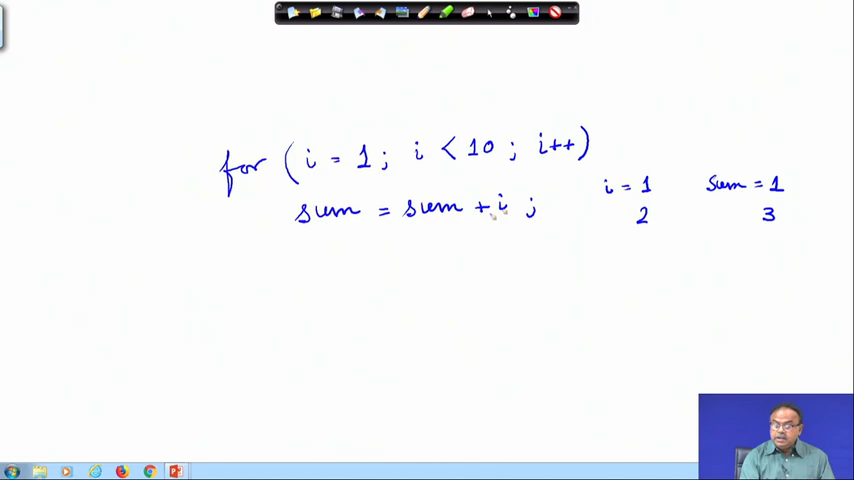 for (i = 1; i < 10; i++)
sum = sum + i;
i = 1 sum = 1
2 3